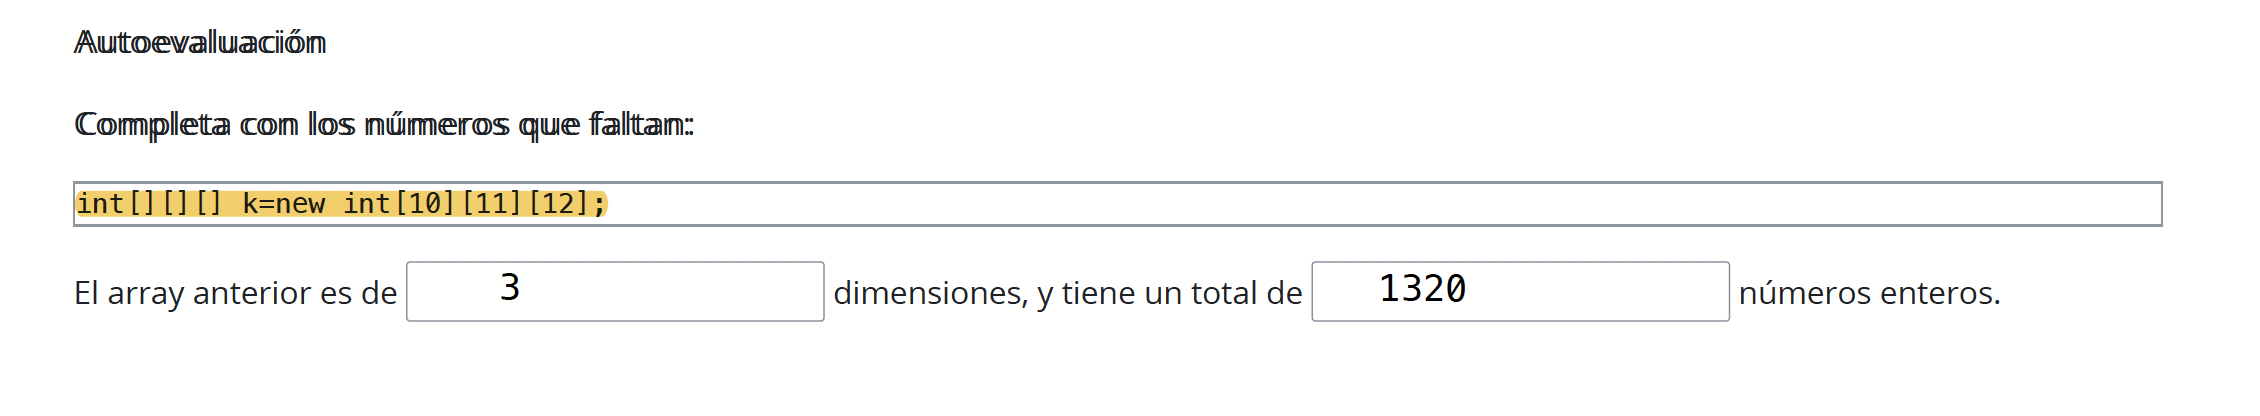 Autoevaluación
Completa con los números que faltan:
int[][][] k=new int[10][11][12];
El array anterior es de 3 dimensiones, y tiene un total de 1320 números enteros.